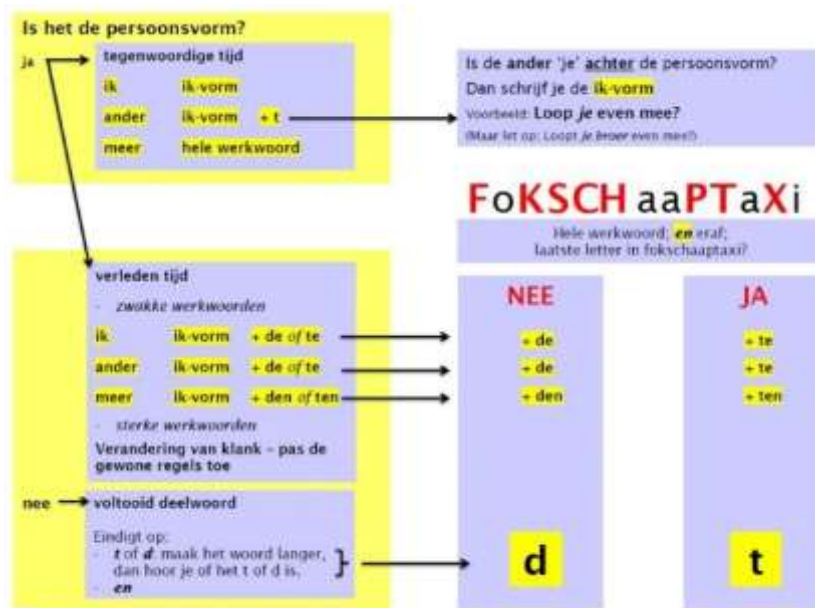 Is het de persoonsvorm?
ja
tegenwoordige tijd
ik ik-vorm
ander ik-vorm + t
meer hele werkwoord
Is de ander 'je' achter de persoonsvorm?
Dan schrijf je de ik-vorm
Voorbeeld: Loop je even mee?
(Maar let op: Loopt je broer even mee?)
FoKSCHaaPTaXi
Hele werkwoord; en eraf;
laatste letter in fokschaaptaxi?
verleden tijd
- zwakke werkwoorden
ik ik-vorm + de of te
ander ik-vorm + de of te
meer ik-vorm + den of ten
- sterke werkwoorden
Verandering van klank – pas de
gewone regels toe
NEE
+ de
+ de
+ den
d
JA
+ te
+ te
+ ten
t
nee
voltooid deelwoord
Eindigt op:
- t of d: maak het woord langer,
dan hoor je of het t of d is.
- en